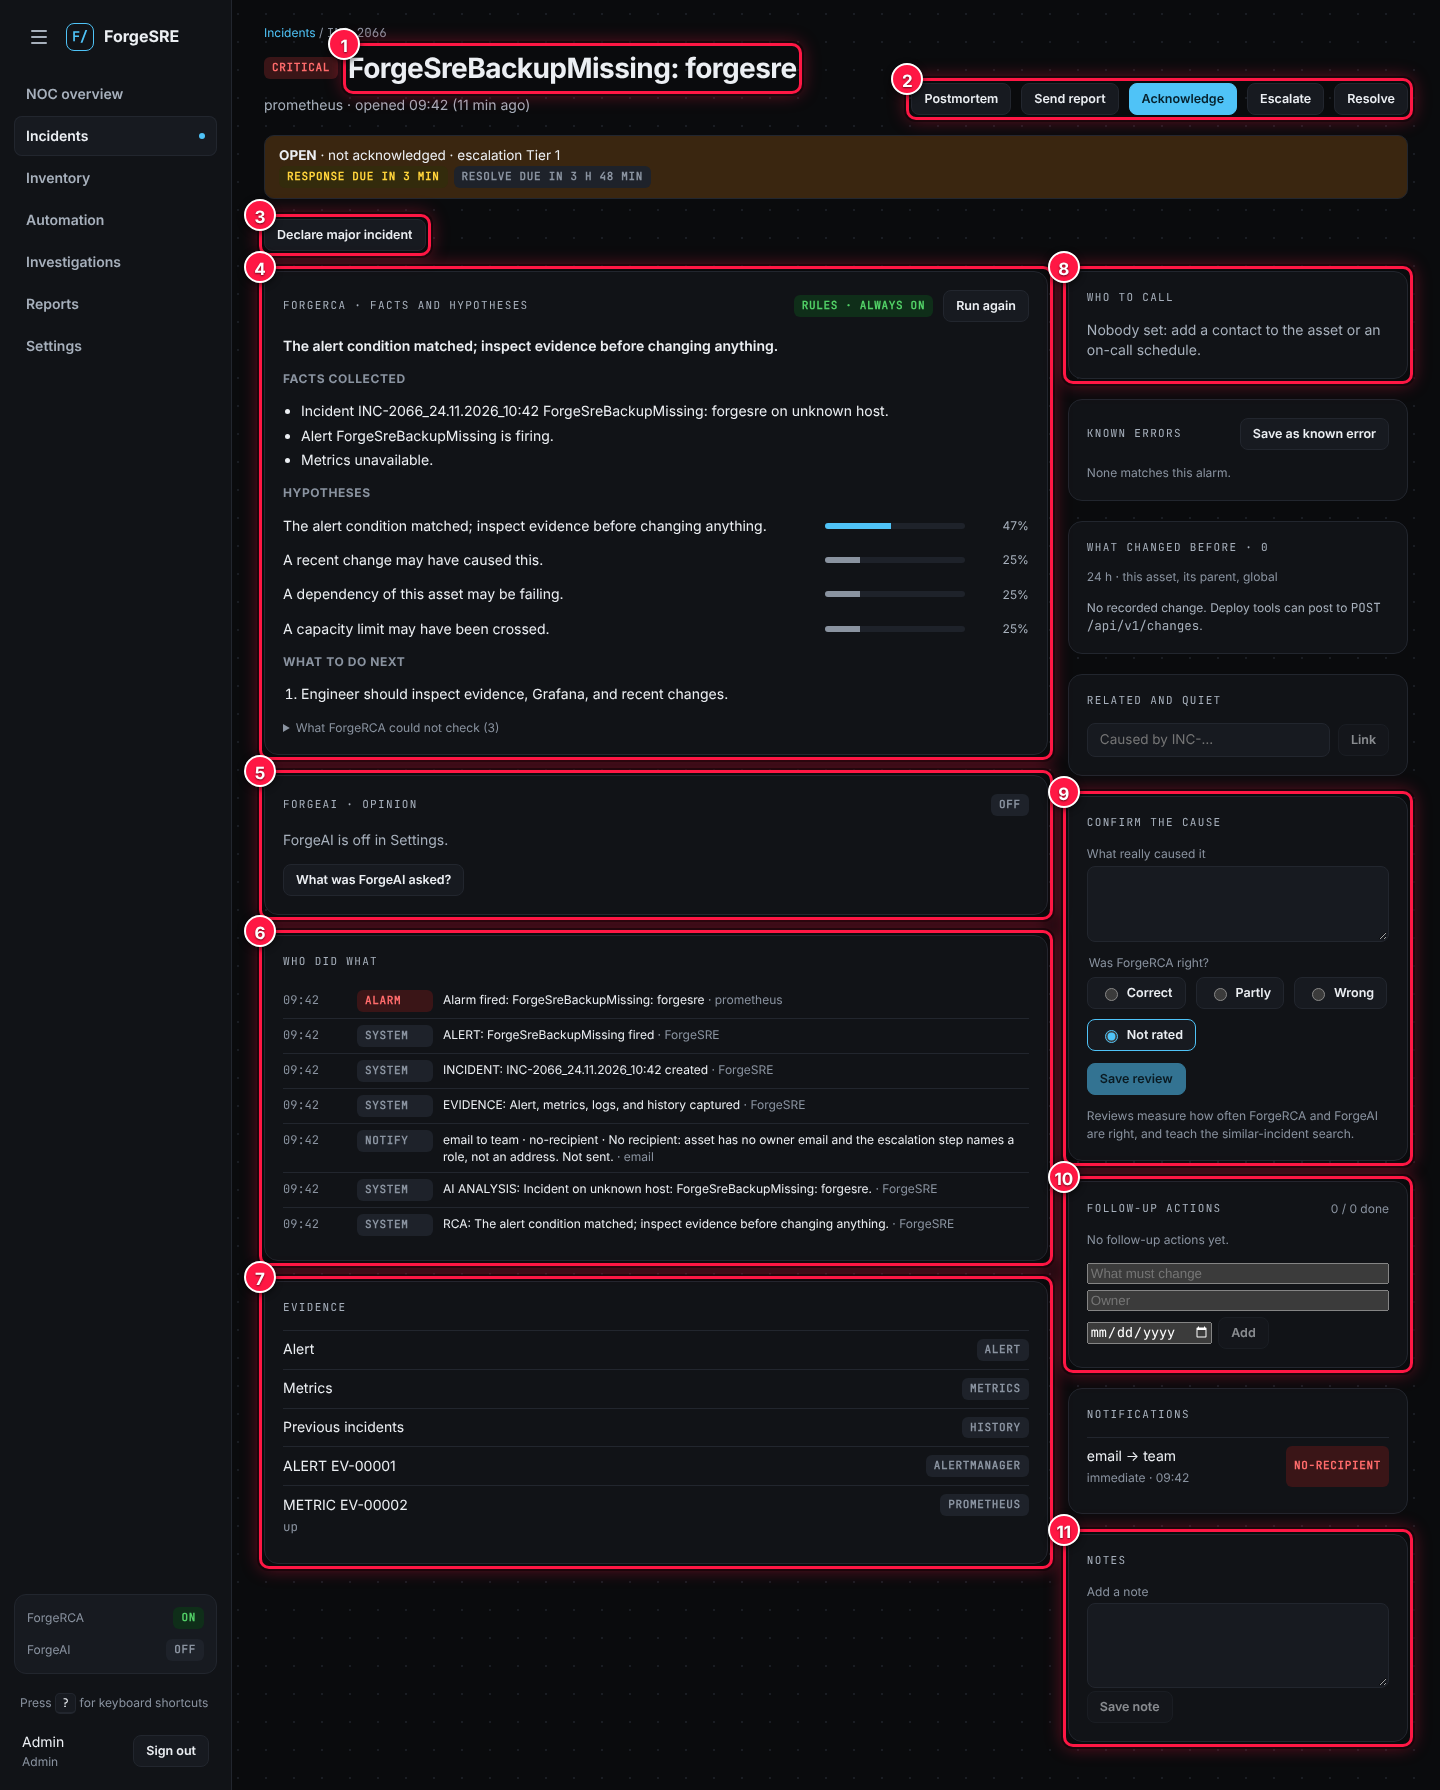 F/ ForgeSRE
NOC overview
Incidents
Inventory
Automation
Investigations
Reports
Settings
ForgeRCA ON
ForgeAI OFF
Press ? for keyboard shortcuts
Admin
Admin
Sign out
Incidents / 2066
1
CRITICAL ForgeSreBackupMissing: forgesre
prometheus · opened 09:42 (11 min ago)
2
Postmortem Send report Acknowledge Escalate Resolve
OPEN · not acknowledged · escalation Tier 1
RESPONSE DUE IN 3 MIN RESOLVE DUE IN 3 H 48 MIN
3
Declare major incident
4
FORGERCA · FACTS AND HYPOTHESES RULES · ALWAYS ON Run again
The alert condition matched; inspect evidence before changing anything.
FACTS COLLECTED
• Incident INC-2066_24.11.2026_10:42 ForgeSreBackupMissing: forgesre on unknown host.
• Alert ForgeSreBackupMissing is firing.
• Metrics unavailable.
HYPOTHESES
The alert condition matched; inspect evidence before changing anything. 47%
A recent change may have caused this. 25%
A dependency of this asset may be failing. 25%
A capacity limit may have been crossed. 25%
WHAT TO DO NEXT
1. Engineer should inspect evidence, Grafana, and recent changes.
▶ What ForgeRCA could not check (3)
5
FORGEAI · OPINION OFF
ForgeAI is off in Settings.
What was ForgeAI asked?
6
WHO DID WHAT
09:42 ALARM Alarm fired: ForgeSreBackupMissing: forgesre · prometheus
09:42 SYSTEM ALERT: ForgeSreBackupMissing fired · ForgeSRE
09:42 SYSTEM INCIDENT: INC-2066_24.11.2026_10:42 created · ForgeSRE
09:42 SYSTEM EVIDENCE: Alert, metrics, logs, and history captured · ForgeSRE
09:42 NOTIFY email to team · no-recipient · No recipient: asset has no owner email and the escalation step names a
role, not an address. Not sent. · email
09:42 SYSTEM AI ANALYSIS: Incident on unknown host: ForgeSreBackupMissing: forgesre. · ForgeSRE
09:42 SYSTEM RCA: The alert condition matched; inspect evidence before changing anything. · ForgeSRE
7
EVIDENCE
Alert ALERT
Metrics METRICS
Previous incidents HISTORY
ALERT EV-00001 ALERTMANAGER
METRIC EV-00002 PROMETHEUS
up
8
WHO TO CALL
Nobody set: add a contact to the asset or an
on-call schedule.
KNOWN ERRORS Save as known error
None matches this alarm.
WHAT CHANGED BEFORE · 0
24 h · this asset, its parent, global
No recorded change. Deploy tools can post to POST
/api/v1/changes.
RELATED AND QUIET
Caused by INC-... Link
9
CONFIRM THE CAUSE
What really caused it
Was ForgeRCA right?
Correct Partly Wrong
Not rated
Save review
Reviews measure how often ForgeRCA and ForgeAI
are right, and teach the similar-incident search.
10
FOLLOW-UP ACTIONS 0 / 0 done
No follow-up actions yet.
What must change
Owner
mm/dd/yyyy Add
NOTIFICATIONS
email → team NO-RECIPIENT
immediate · 09:42
11
NOTES
Add a note
Save note